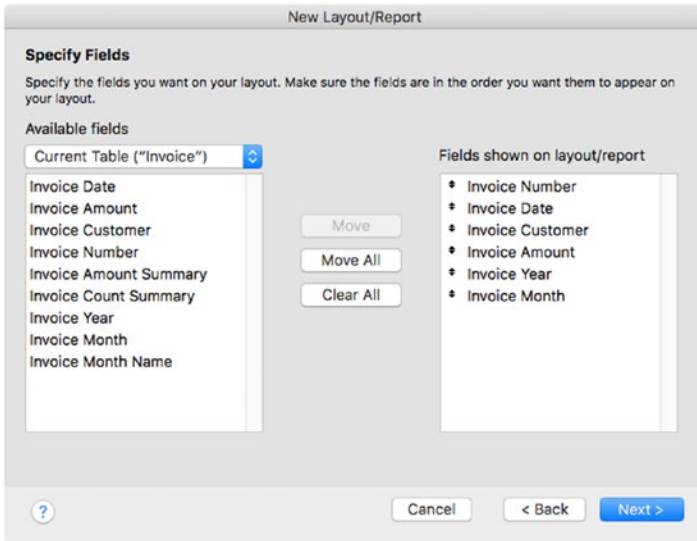 New Layout/Report
Specify Fields
Specify the fields you want on your layout. Make sure the fields are in the order you want them to appear on
your layout.
Available fields
Current Table (“Invoice”)
Invoice Date
Invoice Amount
Invoice Customer
Invoice Number
Invoice Amount Summary
Invoice Count Summary
Invoice Year
Invoice Month
Invoice Month Name
Move
Move All
Clear All
Fields shown on layout/report
Invoice Number
Invoice Date
Invoice Customer
Invoice Amount
Invoice Year
Invoice Month
?
Cancel
< Back
Next >